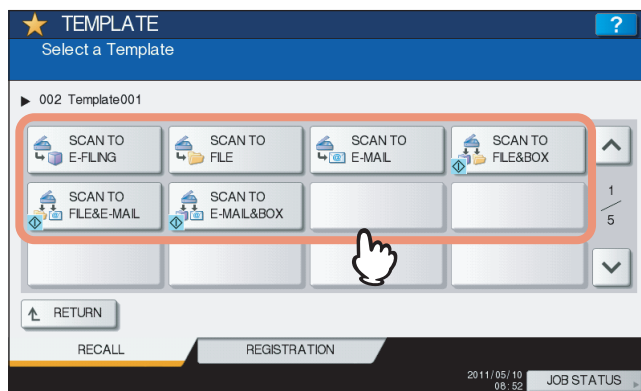 TEMPLATE
?
Select a Template
002 Template001
SCAN TO
E-FILING
SCAN TO
FILE
SCAN TO
E-MAIL
SCAN TO
FILE&BOX
SCAN TO
FILE&E-MAIL
SCAN TO
E-MAIL&BOX
1
5
RETURN
RECALL
REGISTRATION
2011/05/10
06:52
JOB STATUS